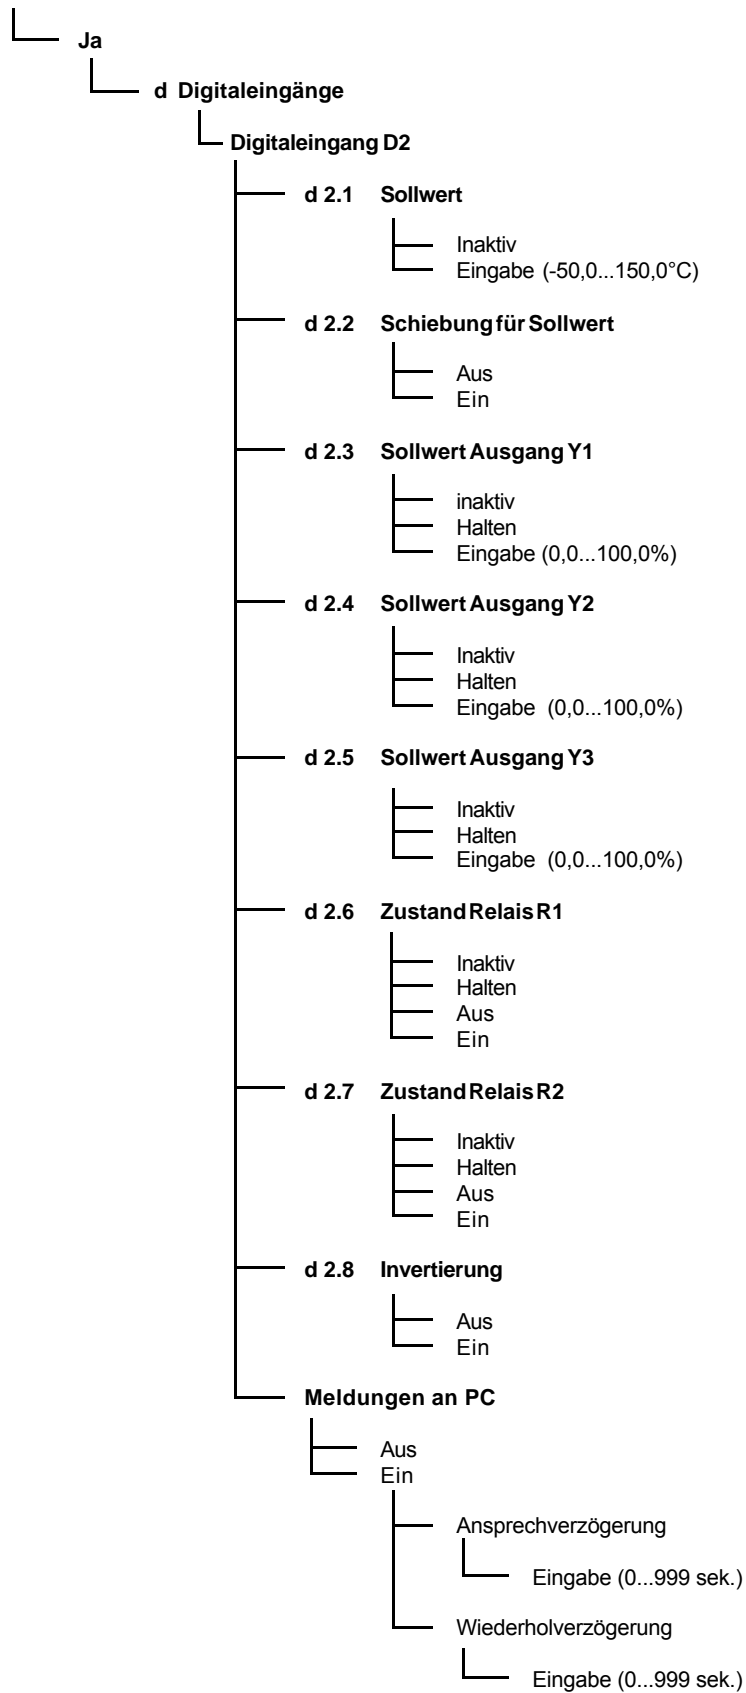 Ja
d Digitaleingänge
Digitaleingang D2
d 2.1 Sollwert
Inaktiv
Eingabe (-50,0...150,0°C)
d 2.2 Schiebung für Sollwert
Aus
Ein
d 2.3 Sollwert Ausgang Y1
inaktiv
Halten
Eingabe (0,0...100,0%)
d 2.4 Sollwert Ausgang Y2
Inaktiv
Halten
Eingabe (0,0...100,0%)
d 2.5 Sollwert Ausgang Y3
Inaktiv
Halten
Eingabe (0,0...100,0%)
d 2.6 Zustand Relais R1
Inaktiv
Halten
Aus
Ein
d 2.7 Zustand Relais R2
Inaktiv
Halten
Aus
Ein
d 2.8 Invertierung
Aus
Ein
Meldungen an PC
Aus
Ein
Ansprechverzögerung
Eingabe (0...999 sek.)
Wiederholverzögerung
Eingabe (0...999 sek.)